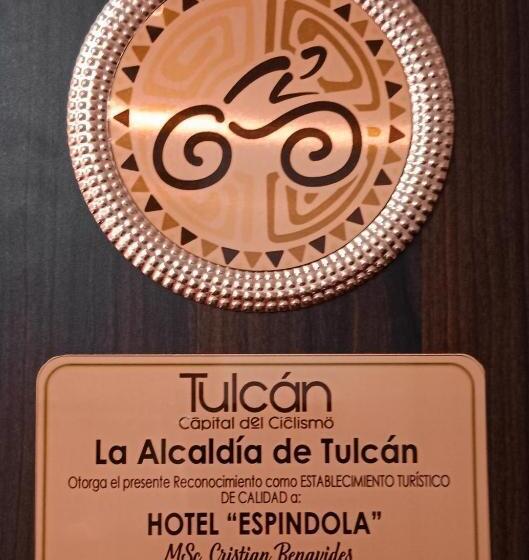 Tulcán
Capital del Ciclismo
La Alcaldía de Tulcán
Otorga el presente Reconocimiento como ESTABLECIMIENTO TURÍSTICO
DE CALIDAD a:
HOTEL “ESPINDOLA”
MSc. Cristian Benavides